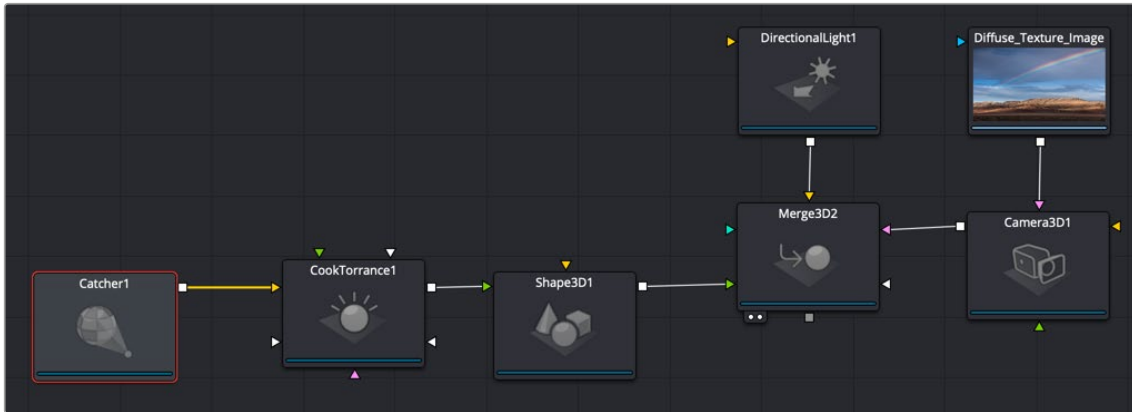 DirectionalLight1
Diffuse_Texture_Image
Merge3D2
Camera3D1
CookTorrance1
Catcher1
Shape3D1